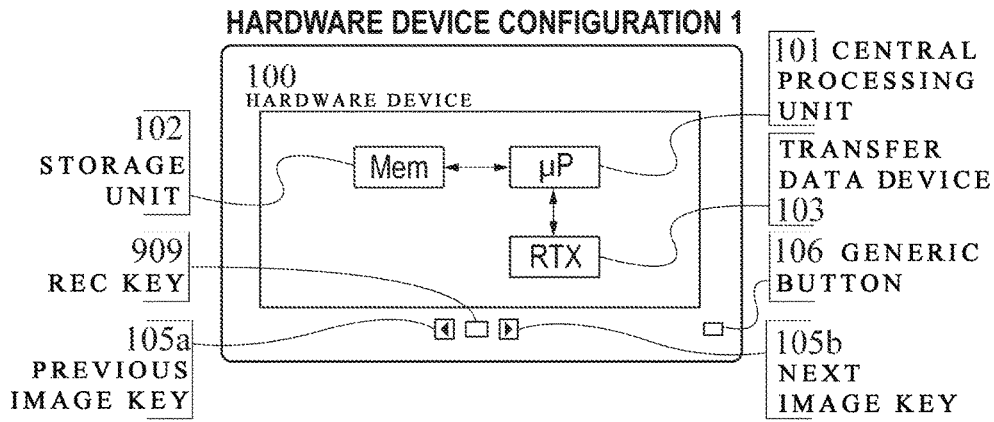 HARDWARE DEVICE CONFIGURATION 1
100
HARDWARE DEVICE
101 CENTRAL
PROCESSING
UNIT
102
STORAGE
UNIT
Mem
µP
TRANSFER
DATA DEVICE
103
RTX
909
REC KEY
106 GENERIC
BUTTON
105a
PREVIOUS
IMAGE KEY
105b
NEXT
IMAGE KEY